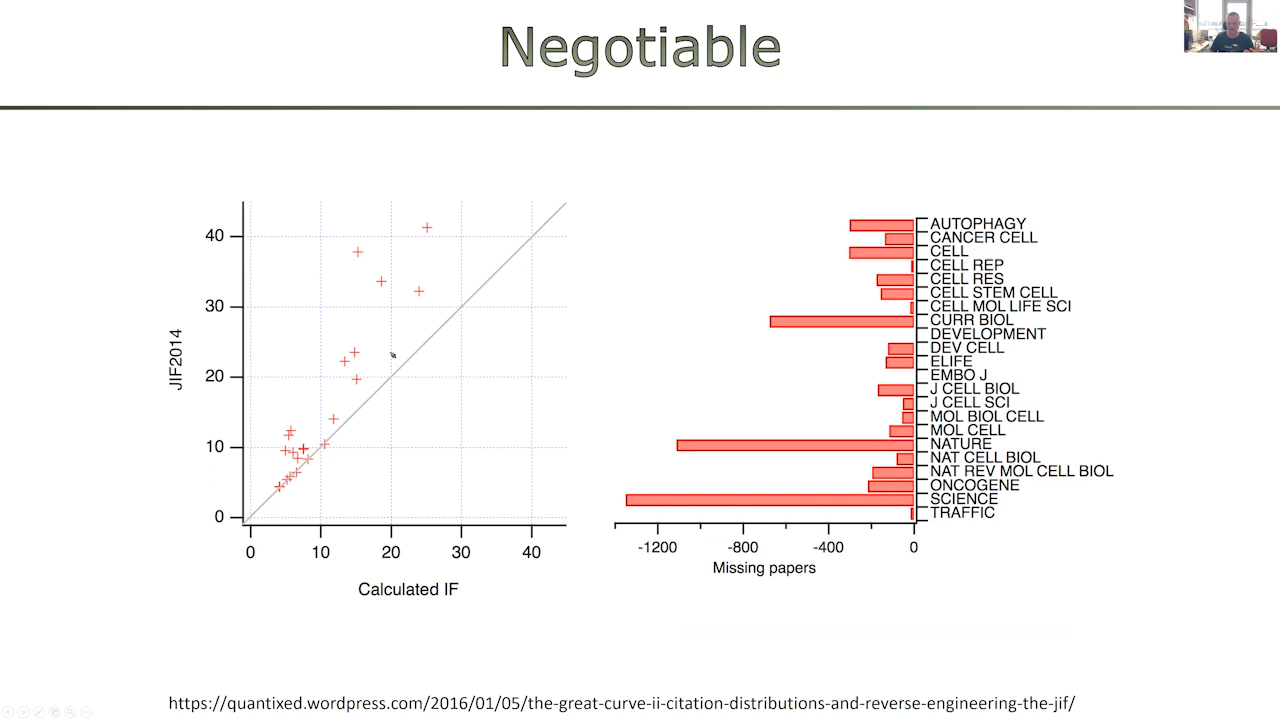 Negotiable
JIF2014
40
30
20
10
0
0 10 20 30 40
Calculated IF
AUTOPHAGY
CANCER CELL
CELL
CELL REP
CELL RES
CELL STEM CELL
CELL MOL LIFE SCI
CURR BIOL
DEVELOPMENT
DEV CELL
ELIFE
EMBO J
J CELL BIOL
J CELL SCI
MOL BIOL CELL
MOL CELL
NATURE
NAT CELL BIOL
NAT REV MOL CELL BIOL
ONCOGENE
SCIENCE
TRAFFIC
-1200 -800 -400 0
Missing papers
https://quantixed.wordpress.com/2016/01/05/the-great-curve-ii-citation-distributions-and-reverse-engineering-the-jif/